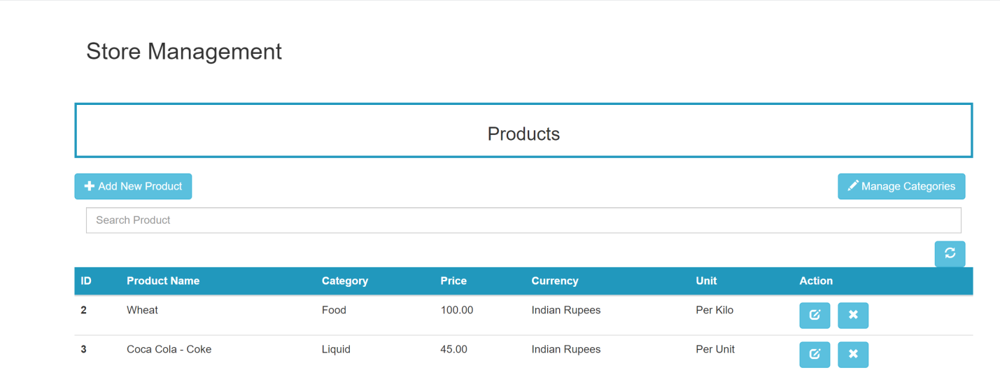 Store Management
Products
Add New Product
Manage Categories
Search Product
ID Product Name Category Price Currency Unit Action
2 Wheat Food 100.00 Indian Rupees Per Kilo
3 Coca Cola - Coke Liquid 45.00 Indian Rupees Per Unit